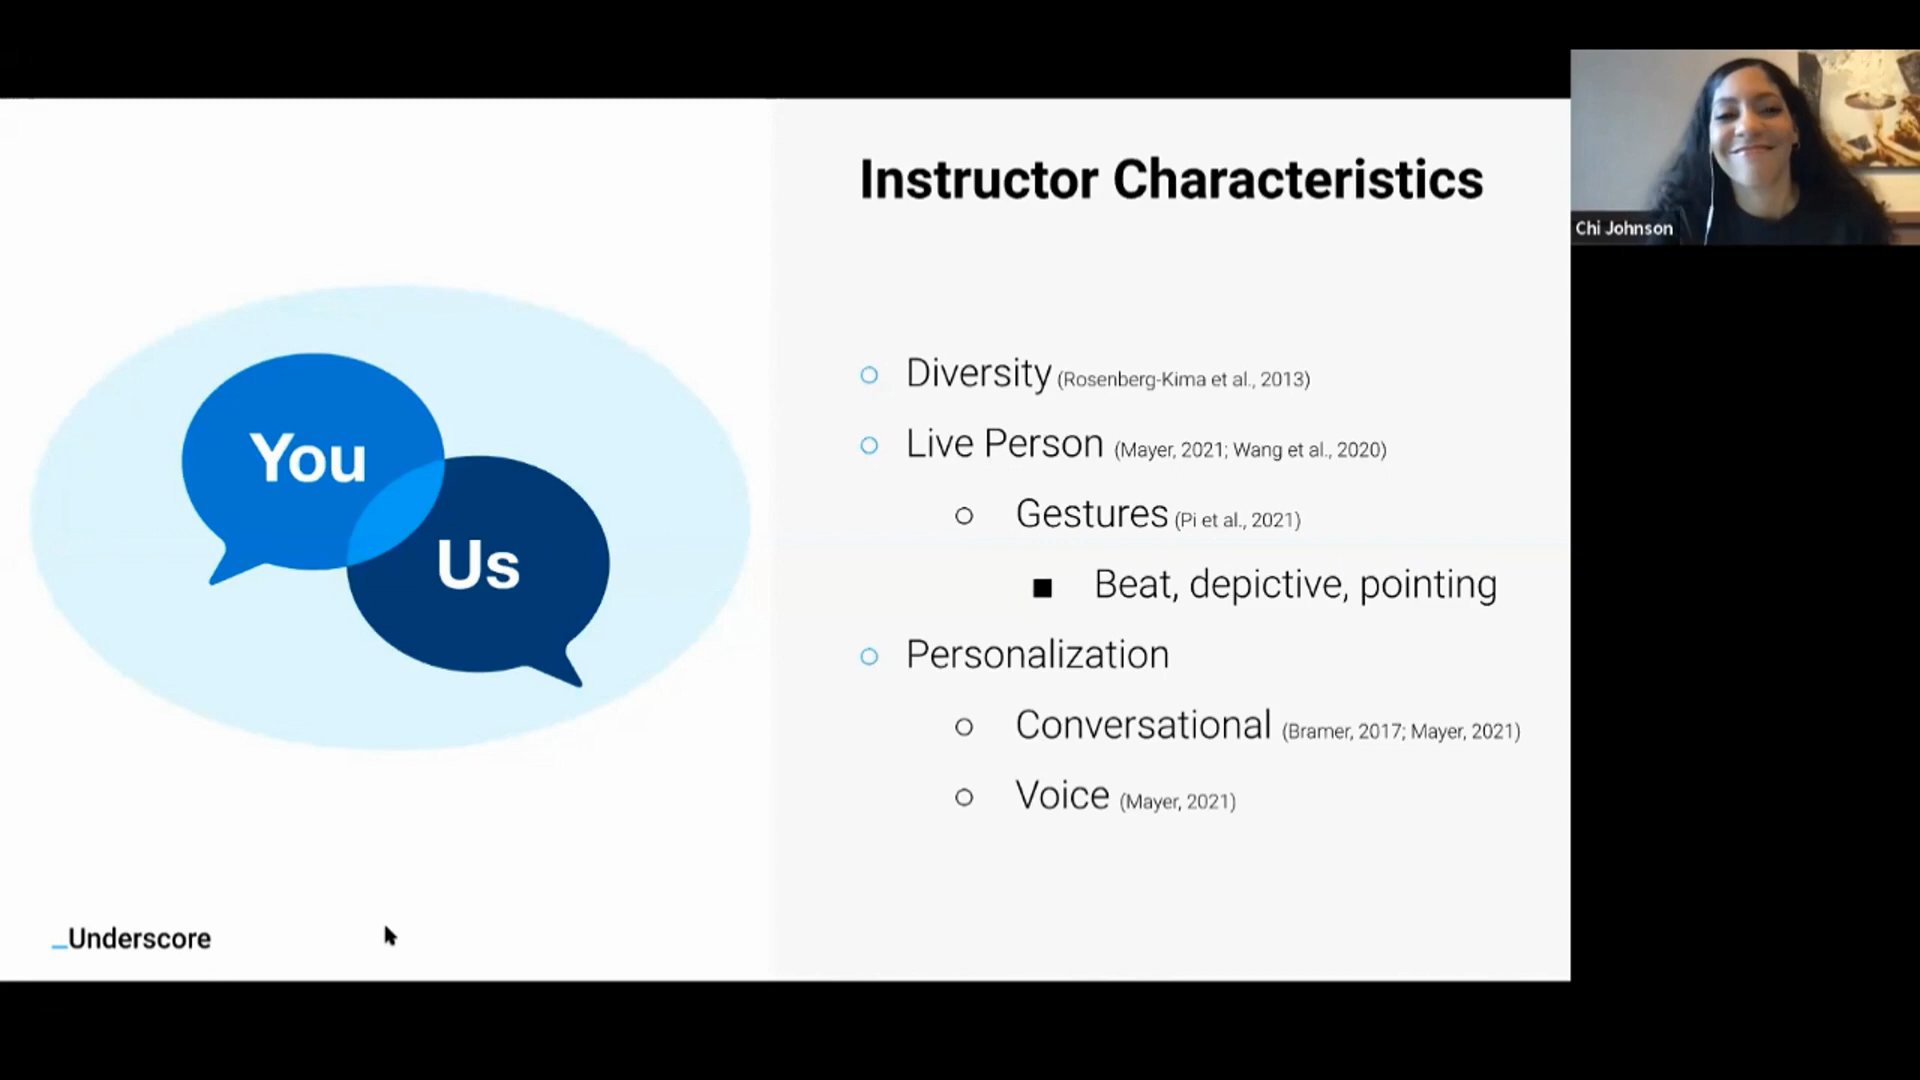 Instructor Characteristics
You
Us
Diversity (Rosenberg-Kima et al., 2013)
Live Person (Mayer, 2021; Wang et al., 2020)
Gestures (Pi et al., 2021)
Beat, depictive, pointing
Personalization
Conversational (Bramer, 2017; Mayer, 2021)
Voice (Mayer, 2021)
_Underscore
Chi Johnson